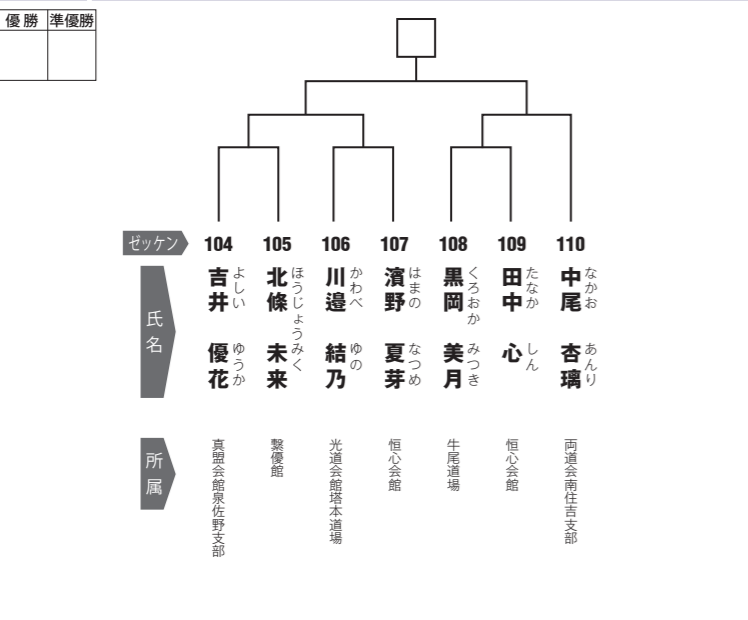 優勝 準優勝
ゼッケン
104 105 106 107 108 109 110
氏名
吉井 優花
よしい ゆうか
北條 未来
ほうじょう みく
川邉 結乃
かわべ ゆの
濱野 夏芽
はまの なつめ
黒岡 美月
くろおか みつき
田中 心
たなか しん
中尾 杏璃
なかお あんり
所属
真盟会館泉佐野支部
繋優館
光道会館塔本道場
恒心会館
牛尾道場
恒心会館
両道会南住吉支部